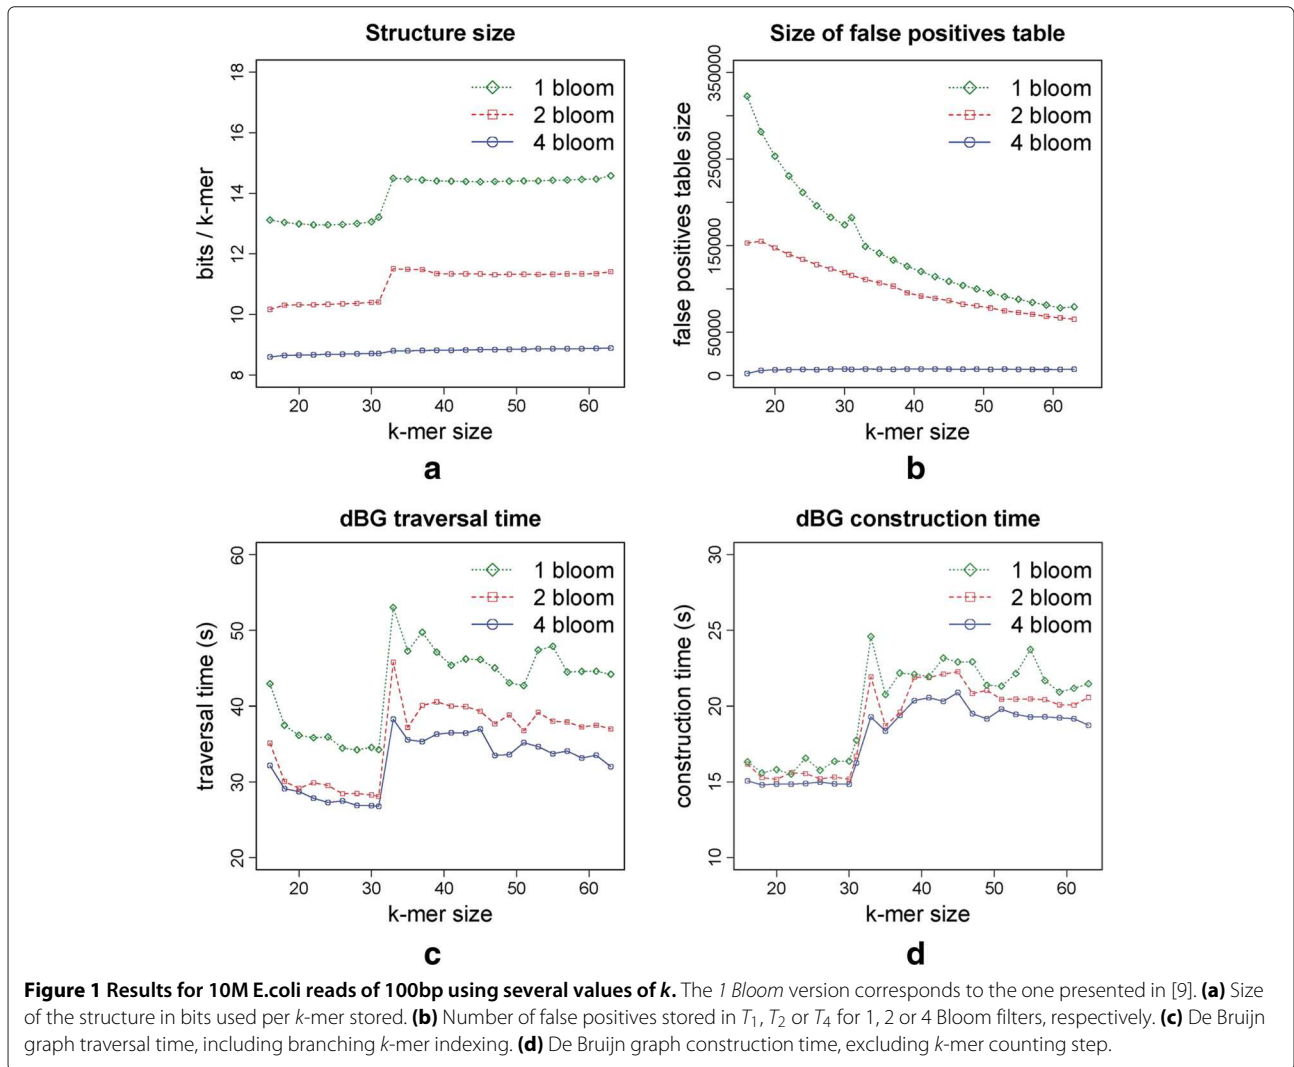 Structure size
bits / k-mer
18
16
14
12
10
8
1 bloom
2 bloom
4 bloom
20 30 40 50 60
k-mer size
a
Size of false positives table
false positives table size
350000
250000
150000
50000
0
1 bloom
2 bloom
4 bloom
20 30 40 50 60
k-mer size
b
dBG traversal time
traversal time (s)
60
50
40
30
20
1 bloom
2 bloom
4 bloom
20 30 40 50 60
k-mer size
c
dBG construction time
construction time (s)
30
25
20
15
10
1 bloom
2 bloom
4 bloom
20 30 40 50 60
k-mer size
d
Figure 1 Results for 10M E.coli reads of 100bp using several values of k. The 1 Bloom version corresponds to the one presented in [9]. (a) Size
of the structure in bits used per k-mer stored. (b) Number of false positives stored in T1, T2 or T4 for 1, 2 or 4 Bloom filters, respectively. (c) De Bruijn
graph traversal time, including branching k-mer indexing. (d) De Bruijn graph construction time, excluding k-mer counting step.